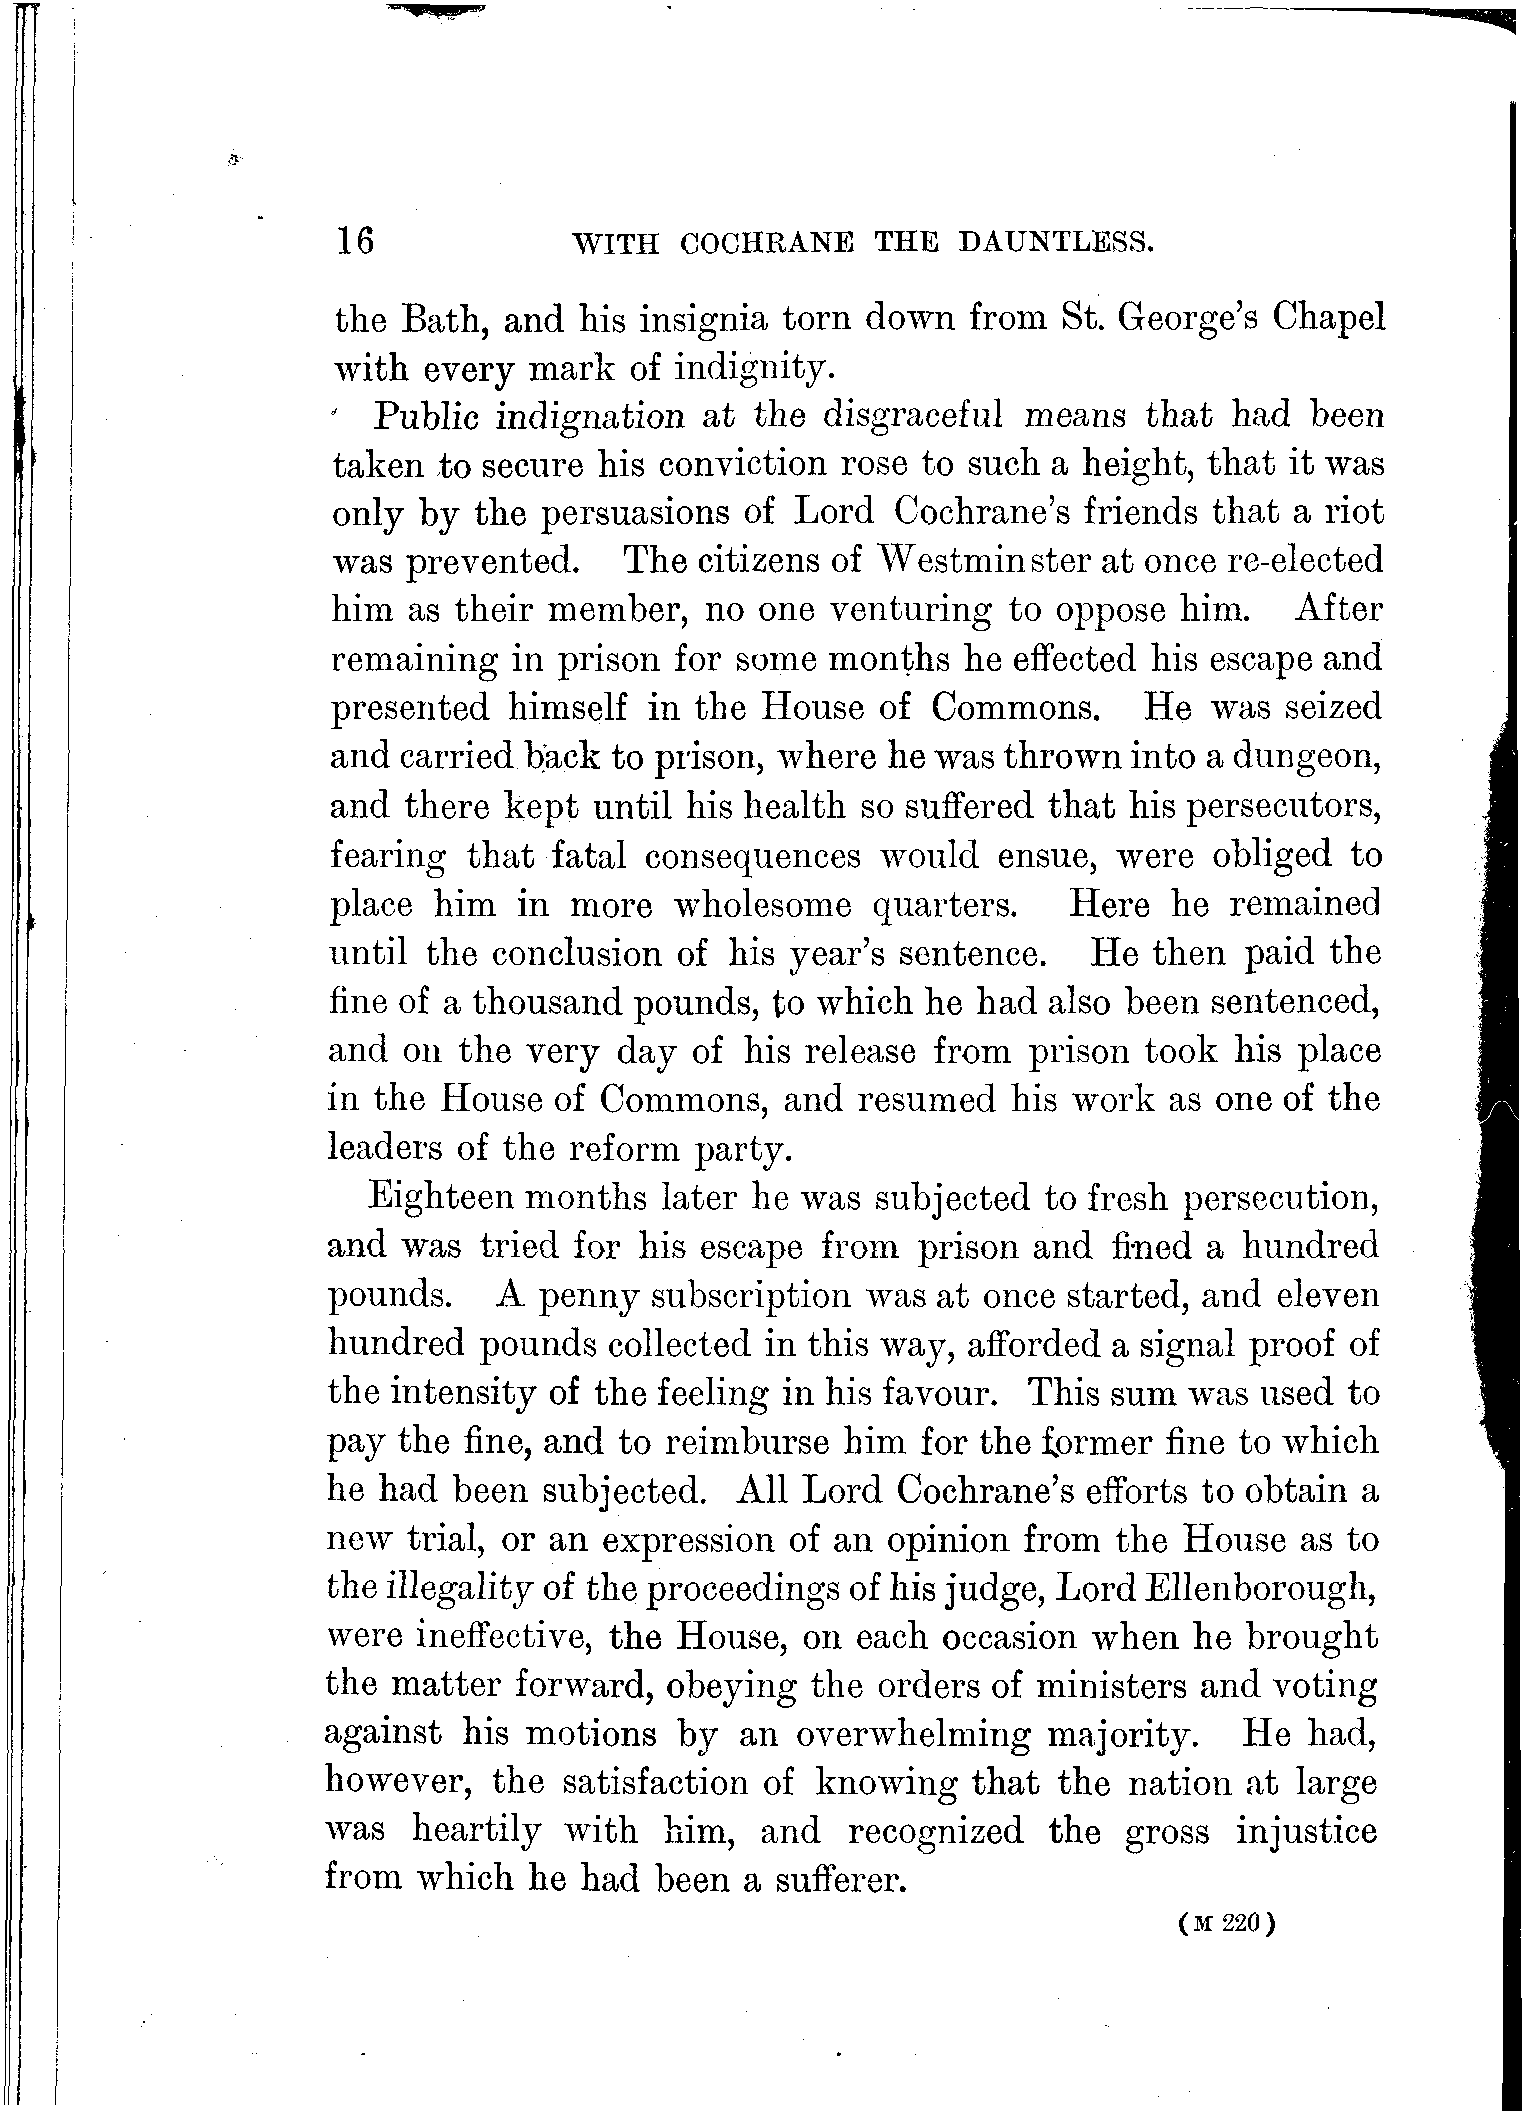 16 WITH COCHRANE THE DAUNTLESS.
the Bath, and his insignia torn down from St. George's Chapel
with every mark of indignity.
Public indignation at the disgraceful means that had been
taken to secure his conviction rose to such a height, that it was
only by the persuasions of Lord Cochrane's friends that a riot
was prevented. The citizens of Westminster at once re-elected
him as their member, no one venturing to oppose him. After
remaining in prison for some months he effected his escape and
presented himself in the House of Commons. He was seized
and carried back to prison, where he was thrown into a dungeon,
and there kept until his health so suffered that his persecutors,
fearing that fatal consequences would ensue, were obliged to
place him in more wholesome quarters. Here he remained
until the conclusion of his year's sentence. He then paid the
fine of a thousand pounds, to which he had also been sentenced,
and on the very day of his release from prison took his place
in the House of Commons, and resumed his work as one of the
leaders of the reform party.
Eighteen months later he was subjected to fresh persecution,
and was tried for his escape from prison and fined a hundred
pounds. A penny subscription was at once started, and eleven
hundred pounds collected in this way, afforded a signal proof of
the intensity of the feeling in his favour. This sum was used to
pay the fine, and to reimburse him for the former fine to which
he had been subjected. All Lord Cochrane's efforts to obtain a
new trial, or an expression of an opinion from the House as to
the illegality of the proceedings of his judge, Lord Ellenborough,
were ineffective, the House, on each occasion when he brought
the matter forward, obeying the orders of ministers and voting
against his motions by an overwhelming majority. He had,
however, the satisfaction of knowing that the nation at large
was heartily with him, and recognized the gross injustice
from which he had been a sufferer.
(M 220)